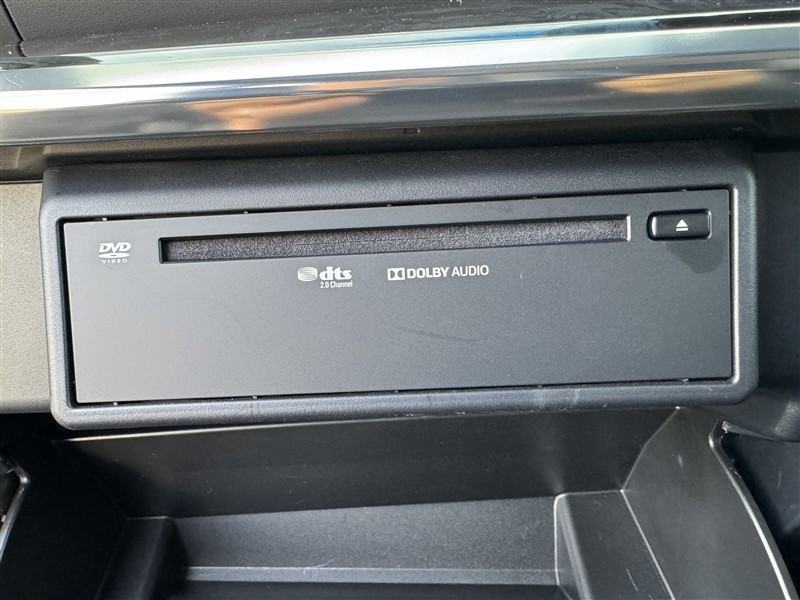 DVD
VIDEO
dts
2.0 Channel
DOLBY AUDIO